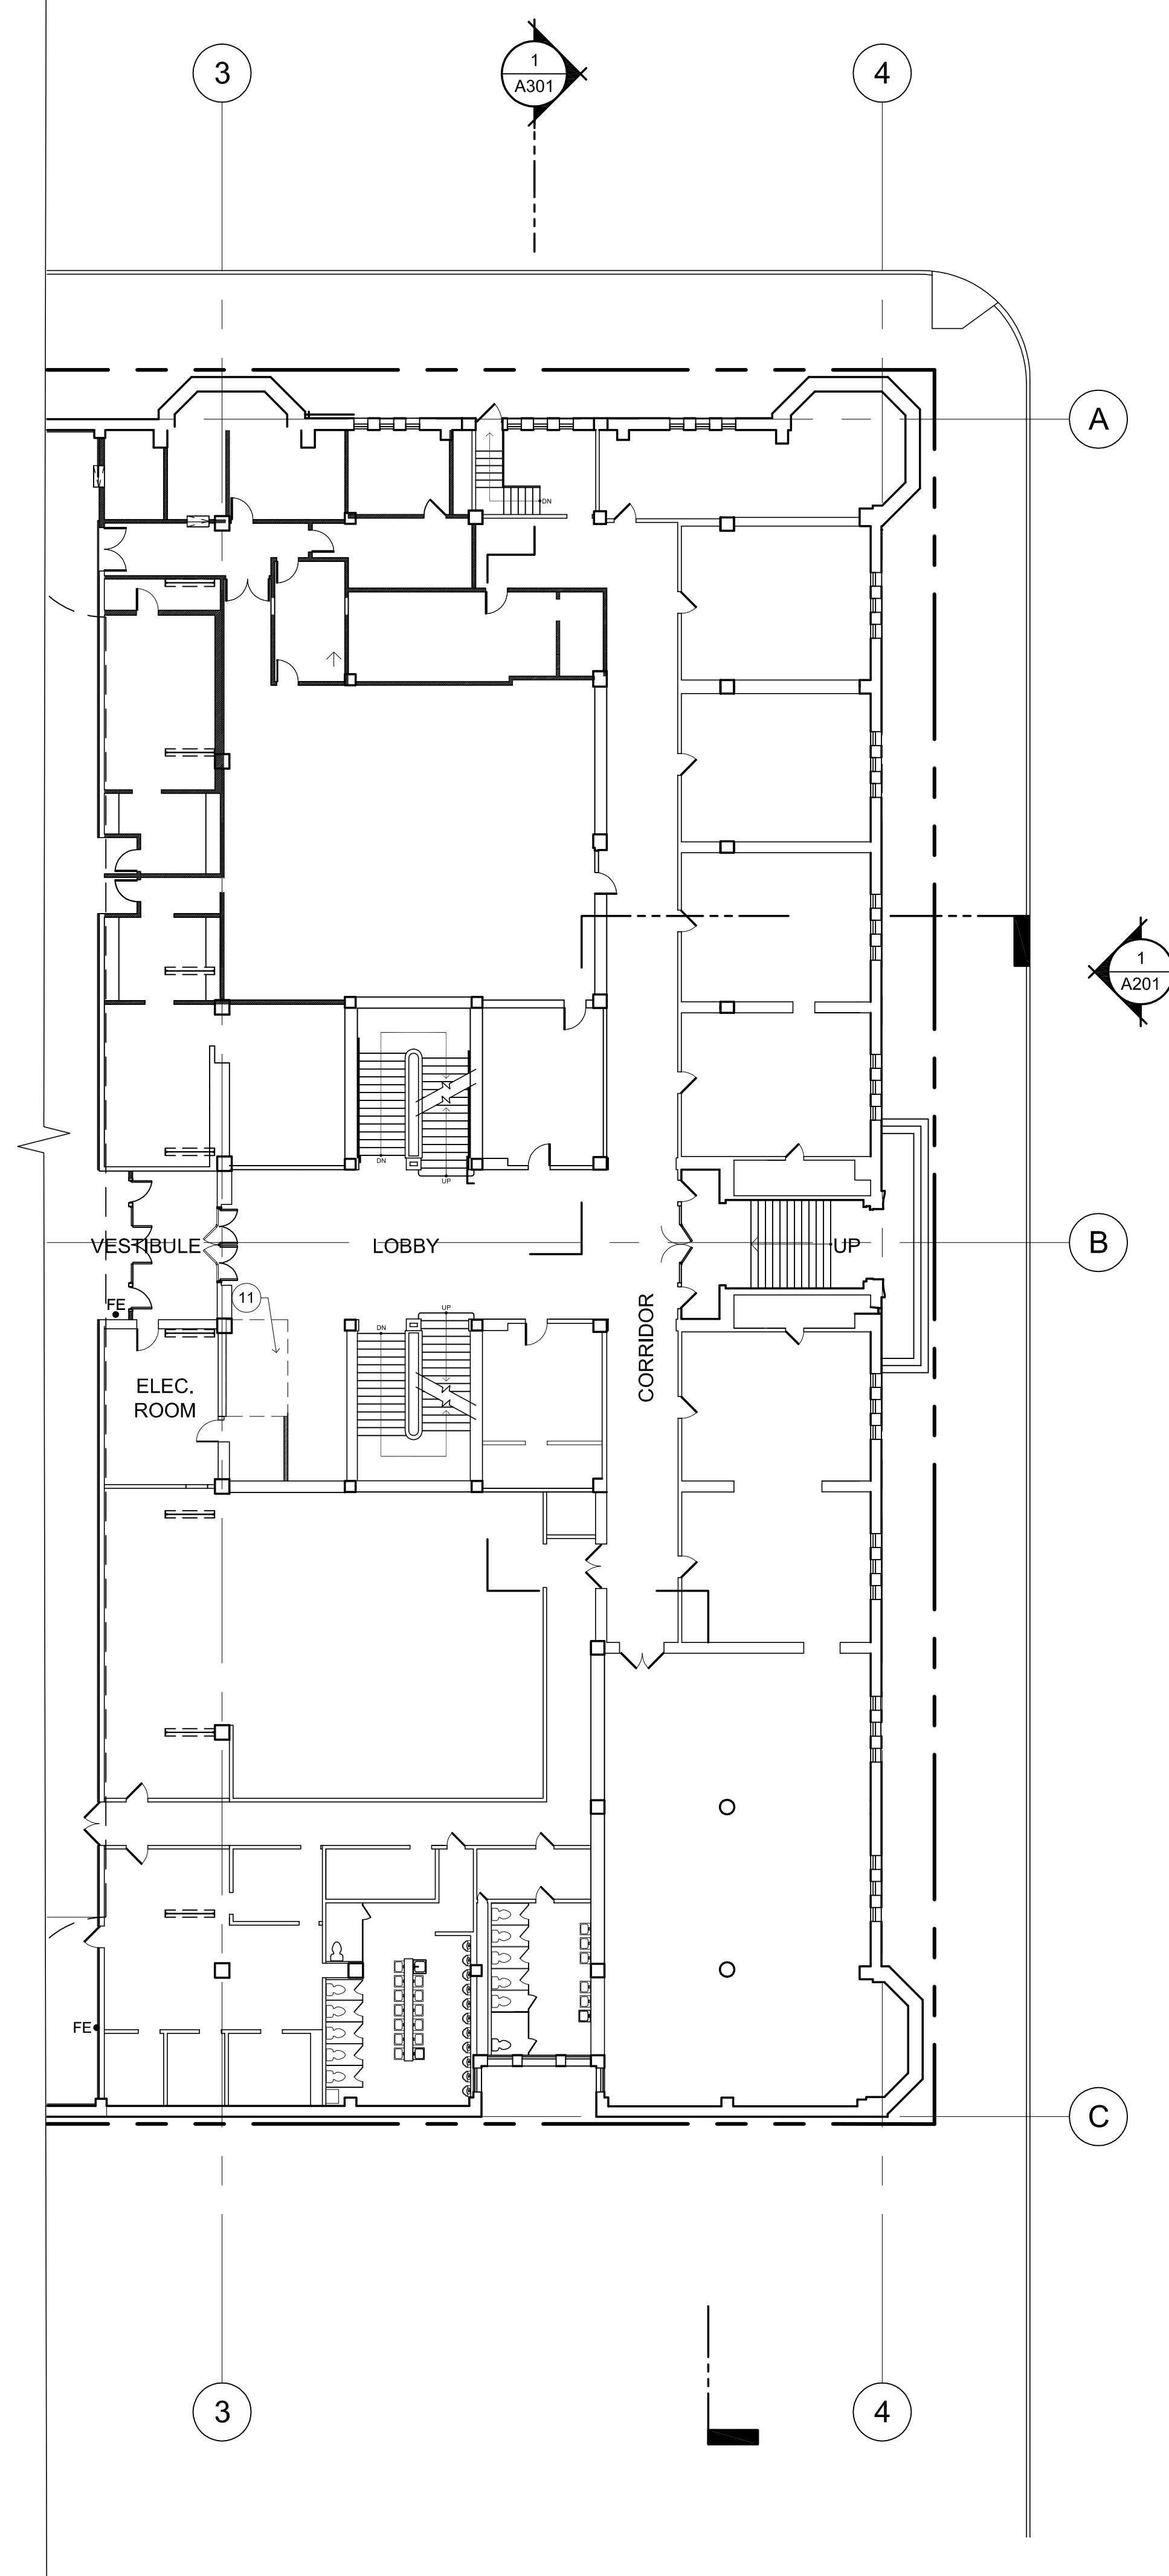 3
1
A301
4
A
DN
1
A201
DN
UP
VESTIBULE
LOBBY
UP
B
FE
11
DN
UP
CORRIDOR
ELEC.
ROOM
FE
C
3
4